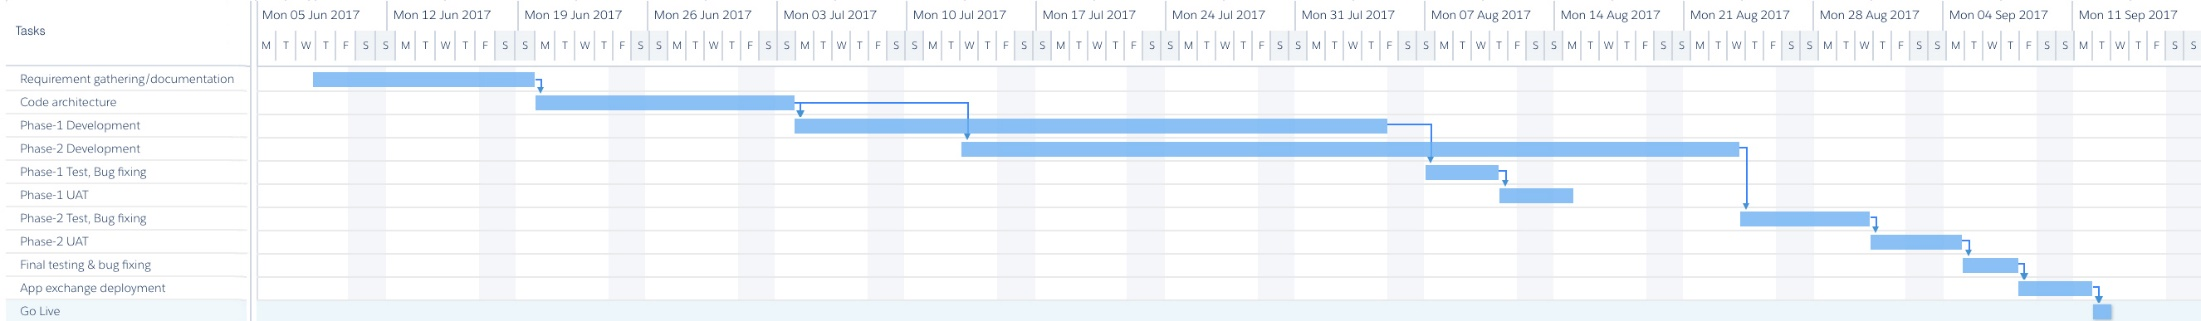 Tasks
Mon 05 Jun 2017 Mon 12 Jun 2017 Mon 19 Jun 2017 Mon 26 Jun 2017 Mon 03 Jul 2017 Mon 10 Jul 2017 Mon 17 Jul 2017 Mon 24 Jul 2017 Mon 31 Jul 2017 Mon 07 Aug 2017 Mon 14 Aug 2017 Mon 21 Aug 2017 Mon 28 Aug 2017 Mon 04 Sep 2017 Mon 11 Sep 2017
M T W T F S S M T W T F S S M T W T F S S M T W T F S S M T W T F S S M T W T F S S M T W T F S S M T W T F S S M T W T F S S M T W T F S S M T W T F S S M T W T F S S M T W T F S S M T W T F S S M T W T F S S
Requirement gathering/documentation
Code architecture
Phase-1 Development
Phase-2 Development
Phase-1 Test, Bug fixing
Phase-1 UAT
Phase-2 Test, Bug fixing
Phase-2 UAT
Final testing & bug fixing
App exchange deployment
Go Live